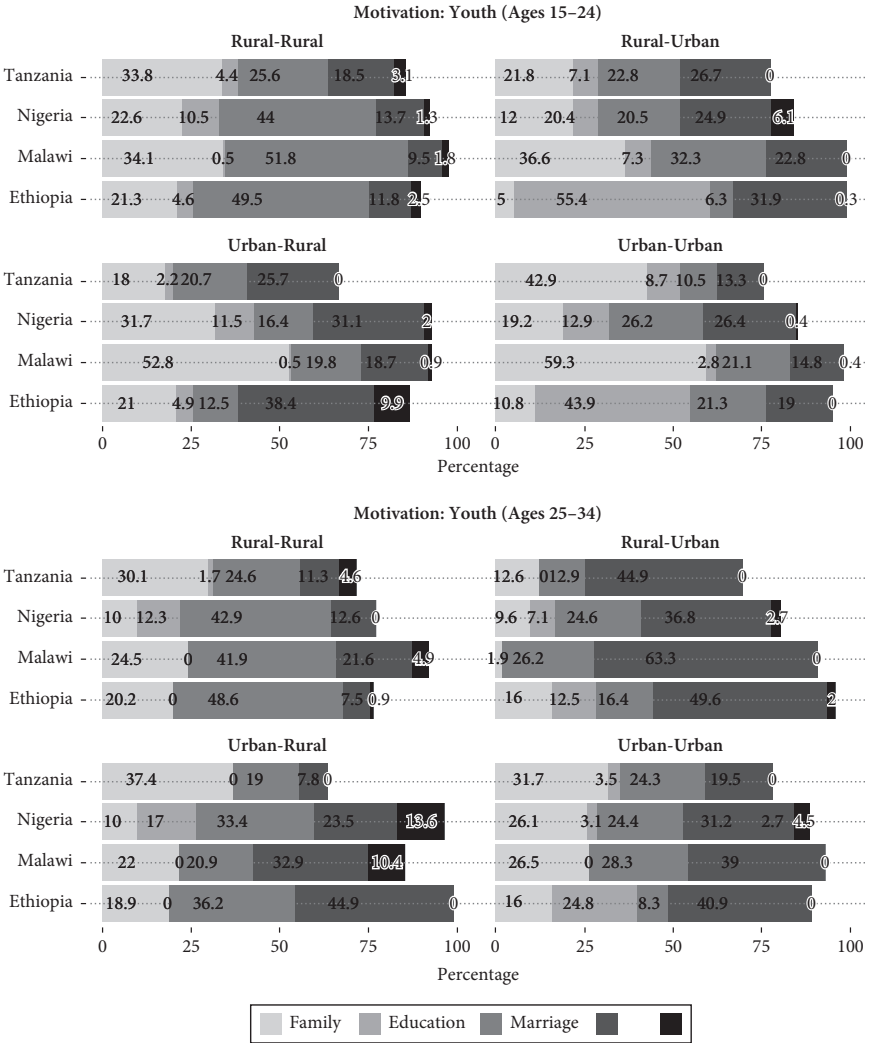 Motivation: Youth (Ages 15–24)
Rural-Rural
Rural-Urban
Tanzania 33.8 4.4 25.6 18.5 3.1 21.8 7.1 22.8 26.7 0
Nigeria 22.6 10.5 44 13.7 1.3 12 20.4 20.5 24.9 6.1
Malawi 34.1 0.5 51.8 9.5 1.8 36.6 7.3 32.3 22.8 0
Ethiopia 21.3 4.6 49.5 11.8 2.5 5 55.4 6.3 31.9 0.3
Urban-Rural
Urban-Urban
Tanzania 18 2.2 20.7 25.7 0 42.9 8.7 10.5 13.3 0
Nigeria 31.7 11.5 16.4 31.1 2 19.2 12.9 26.2 26.4 0.4
Malawi 52.8 0.5 19.8 18.7 0.9 59.3 2.8 21.1 14.8 0.4
Ethiopia 21 4.9 12.5 38.4 9.9 10.8 43.9 21.3 19 0
0 25 50 75 100 0 25 50 75 100
Percentage
Motivation: Youth (Ages 25–34)
Rural-Rural
Rural-Urban
Tanzania 30.1 1.7 24.6 11.3 4.6 12.6 0 12.9 44.9 0
Nigeria 10 12.3 42.9 12.6 0 9.6 7.1 24.6 36.8 2.7
Malawi 24.5 0 41.9 21.6 4.9 1.9 26.2 63.3 0
Ethiopia 20.2 0 48.6 7.5 0.9 16 12.5 16.4 49.6 2
Urban-Rural
Urban-Urban
Tanzania 37.4 0 19 7.8 0 31.7 3.5 24.3 19.5 0
Nigeria 10 17 33.4 23.5 13.6 26.1 3.1 24.4 31.2 2.7 4.5
Malawi 22 0 20.9 32.9 10.4 26.5 0 28.3 39 0
Ethiopia 18.9 0 36.2 44.9 0 16 24.8 8.3 40.9 0
0 25 50 75 100 0 25 50 75 100
Percentage
Family Education Marriage